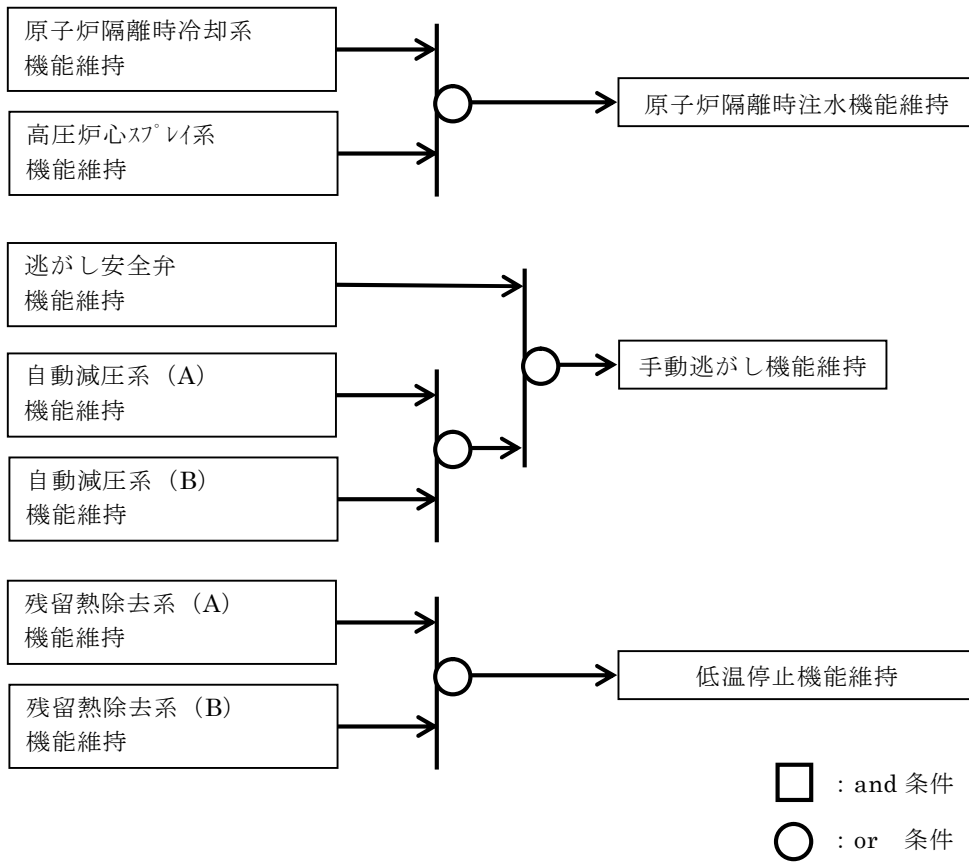 原子炉隔離時冷却系
機能維持
原子炉隔離時注水機能維持
高圧炉心ｽﾌﾟﾚｲ系
機能維持
逃がし安全弁
機能維持
自動減圧系（A）
機能維持
手動逃がし機能維持
自動減圧系（B）
機能維持
残留熱除去系（A）
機能維持
低温停止機能維持
残留熱除去系（B）
機能維持
：and 条件
：or　条件